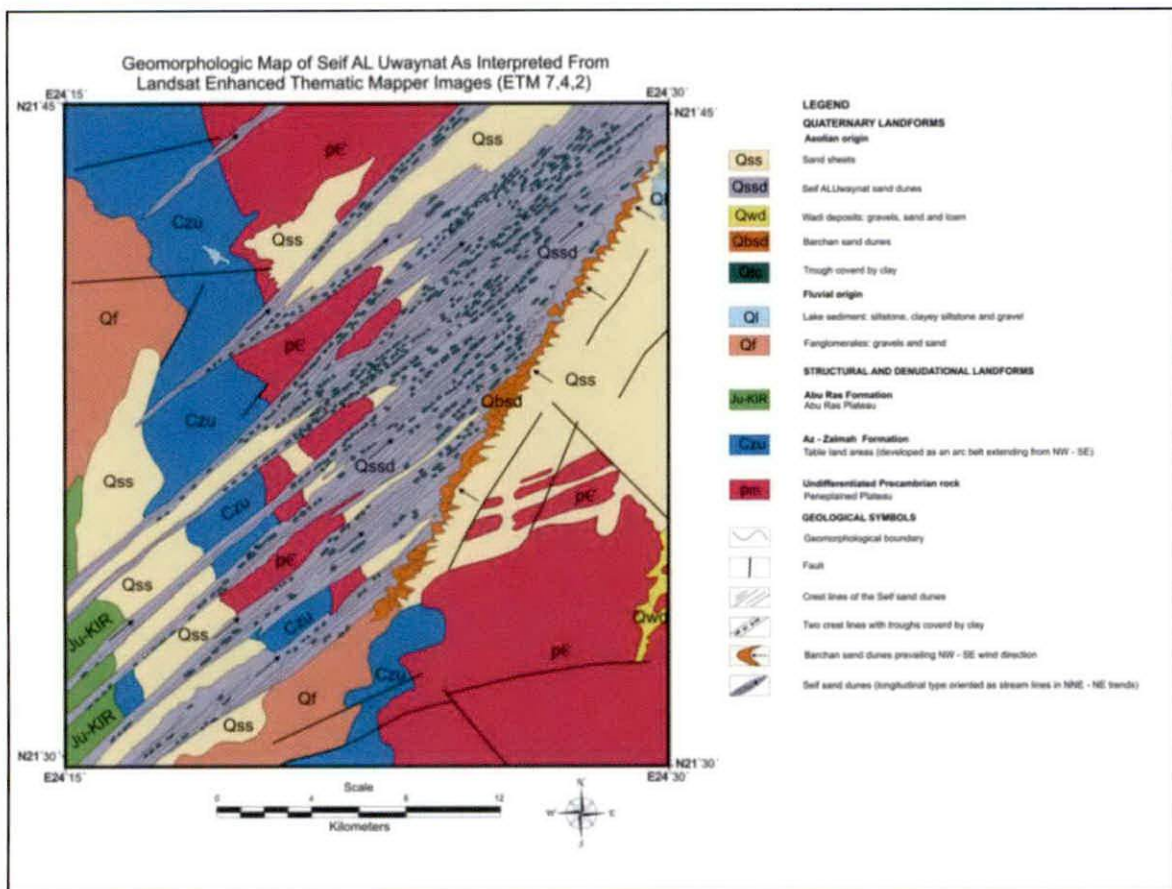 Geomorphologic Map of Seif AL Uwaynat As Interpreted From
Landsat Enhanced Thematic Mapper Images (ETM 7,4,2)
E24°15´
E24°30´
N21°45´
N21°45´
pЄ
Qss
Czu
Qss
Ql
Qssd
Qf
pЄ
Qss
Qbsd
Czu
Qssd
Qss
Czu
pЄ
pЄ
Qss
Ju-KIR
Qss
Czu
Qwd
pЄ
Czu
Qf
Qss
Ju-KIR
N21°30´
N21°30´
E24°15´
E24°30´
Scale
0 4 6 12
Kilometers
N
W E
S
LEGEND
QUATERNARY LANDFORMS
Aeolian origin
Qss Sand sheets
Qssd Seif ALUwaynat sand dunes
Qwd Wadi deposits: gravels, sand and loam
Qbsd Barchan sand dunes
Qtc Trough coverd by clay
Fluvial origin
Ql Lake sediment: siltstone, clayey siltstone and gravel
Qf Fanglomerates: gravels and sand
STRUCTURAL AND DENUDATIONAL LANDFORMS
Ju-KIR Abu Ras Formation
Abu Ras Plateau
Czu Az - Zalmah Formation
Table land areas (developed as an arc belt extending from NW - SE)
pm Undifferentiated Precambrian rock
Peneplained Plateau
GEOLOGICAL SYMBOLS
Geomorphological boundary
Fault
Crest lines of the Seif sand dunes
Two crest lines with troughs coverd by clay
Barchan sand dunes prevailing NW - SE wind direction
Seif sand dunes (longitudinal type oriented as stream lines in NNE - NE trends)